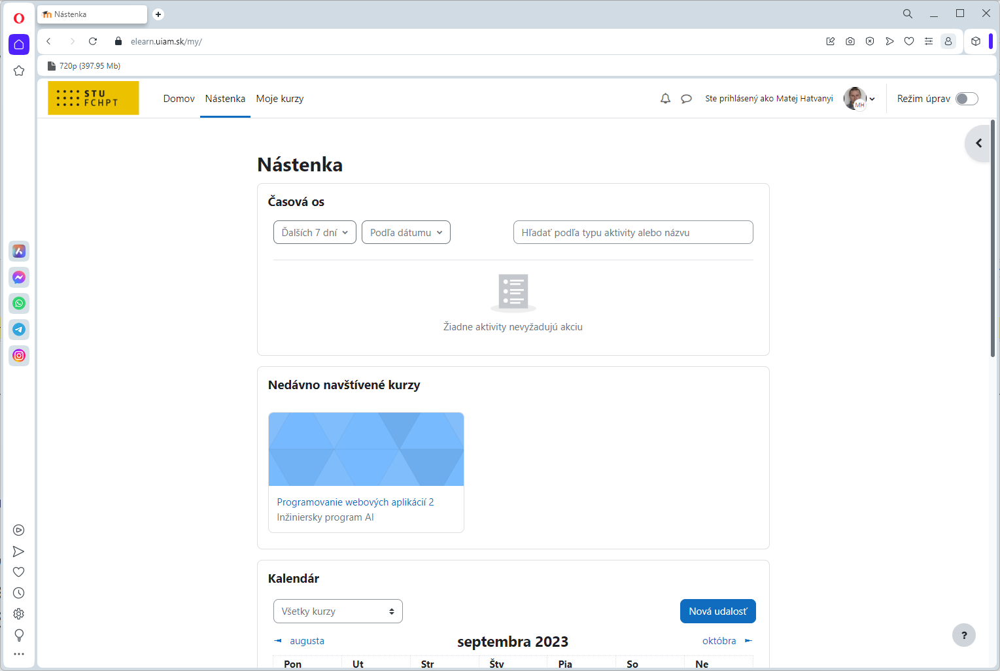 Nástenka
elearn.uiam.sk/my/
720p (397.95 Mb)
STU
FCHPT
Domov
Nástenka
Moje kurzy
Ste prihlásený ako Matej Hatvanyi
MH
Režim úprav
Nástenka
Časová os
Ďalších 7 dní
Podľa dátumu
Hľadať podľa typu aktivity alebo názvu
Žiadne aktivity nevyžadujú akciu
Nedávno navštívené kurzy
Programovanie webových aplikácií 2
Inžiniersky program AI
Kalendár
Všetky kurzy
Nová udalosť
◄ augusta
septembra 2023
októbra ►
?
Pon Ut Str Štv Pia So Ne